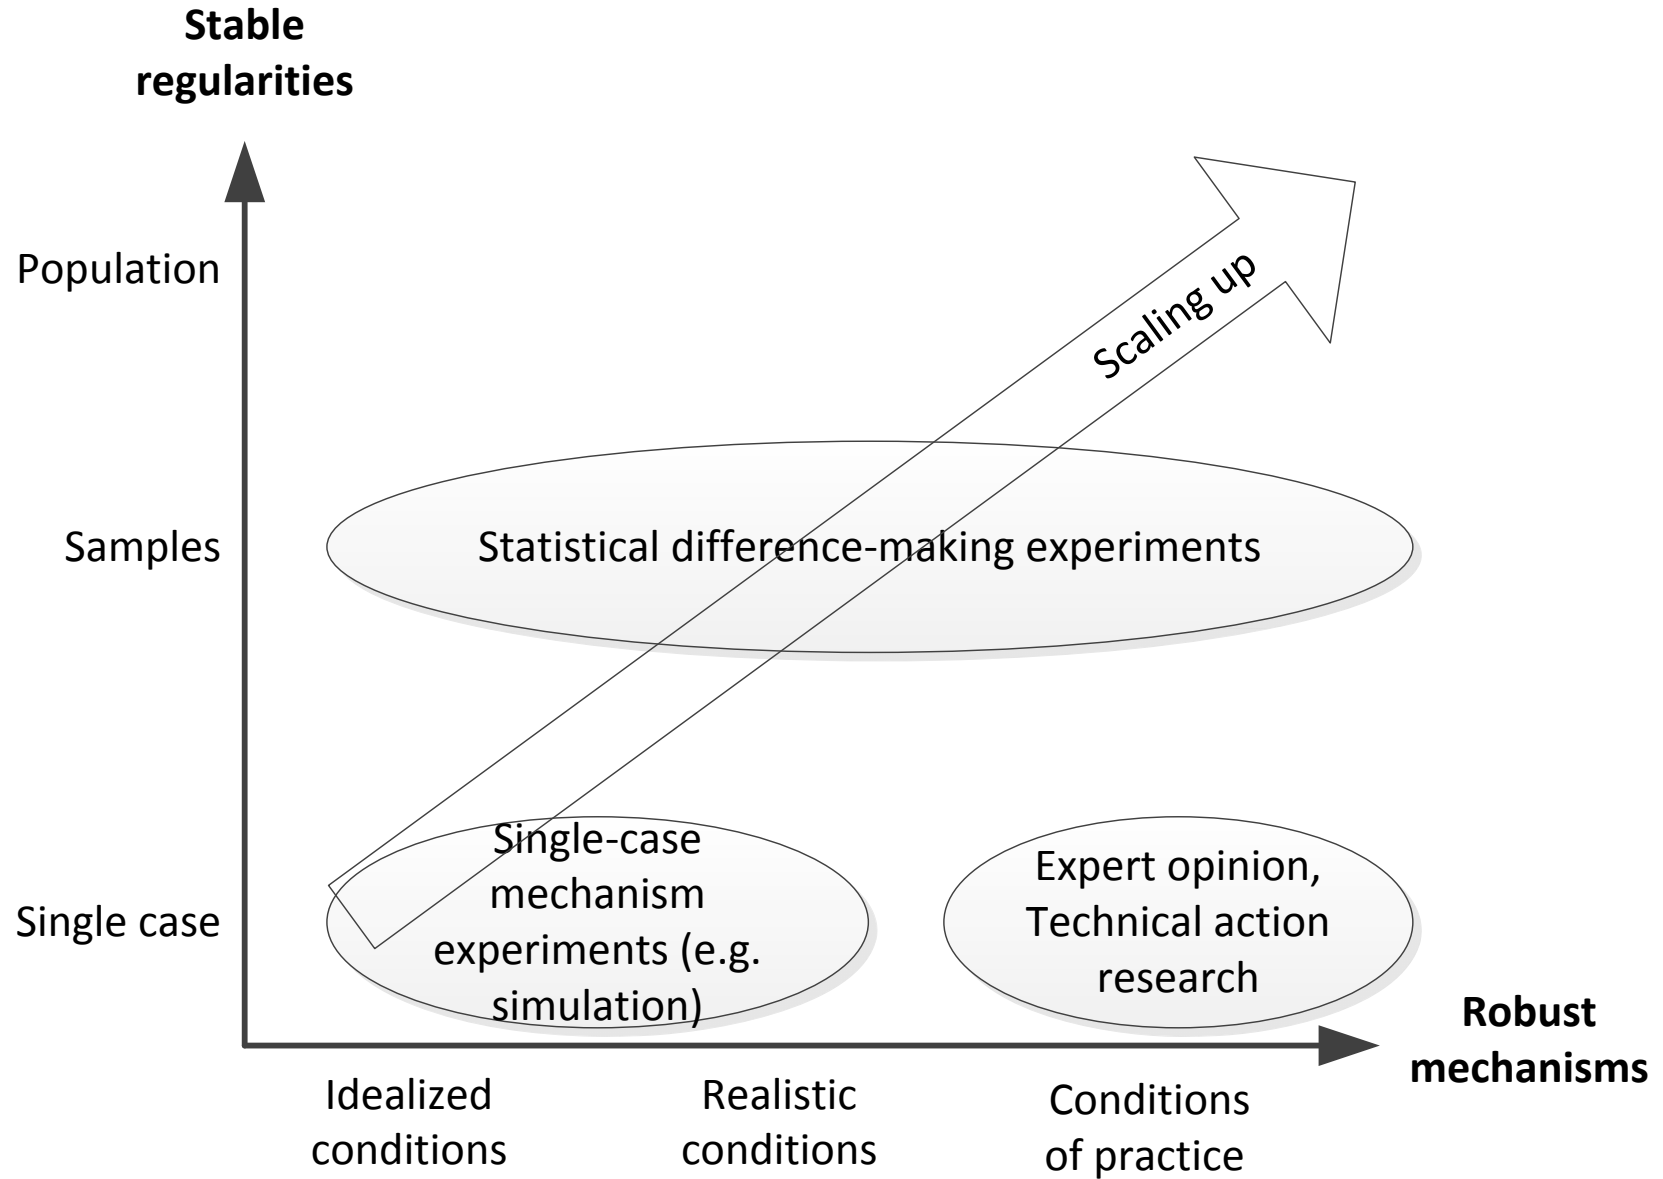 Stable
regularities
Population
Scaling up
Samples
Statistical difference-making experiments
Single case
Single-case
mechanism
experiments (e.g.
simulation)
Expert opinion,
Technical action
research
Robust
mechanisms
Idealized
conditions
Realistic
conditions
Conditions
of practice